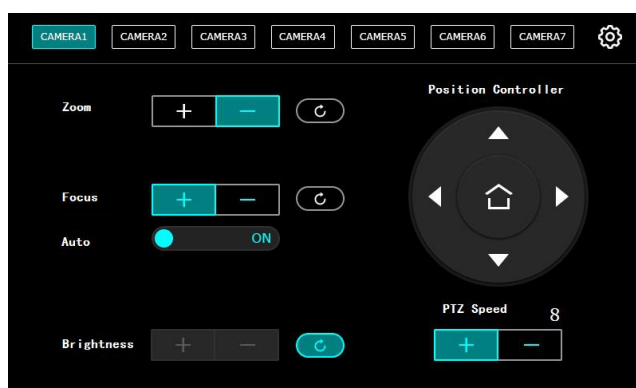 CAMERA1 CAMERA2 CAMERA3 CAMERA4 CAMERA5 CAMERA6 CAMERA7
Position Controller
Zoom + −
Focus + −
Auto ON
PTZ Speed 8
Brightness + −
+ −